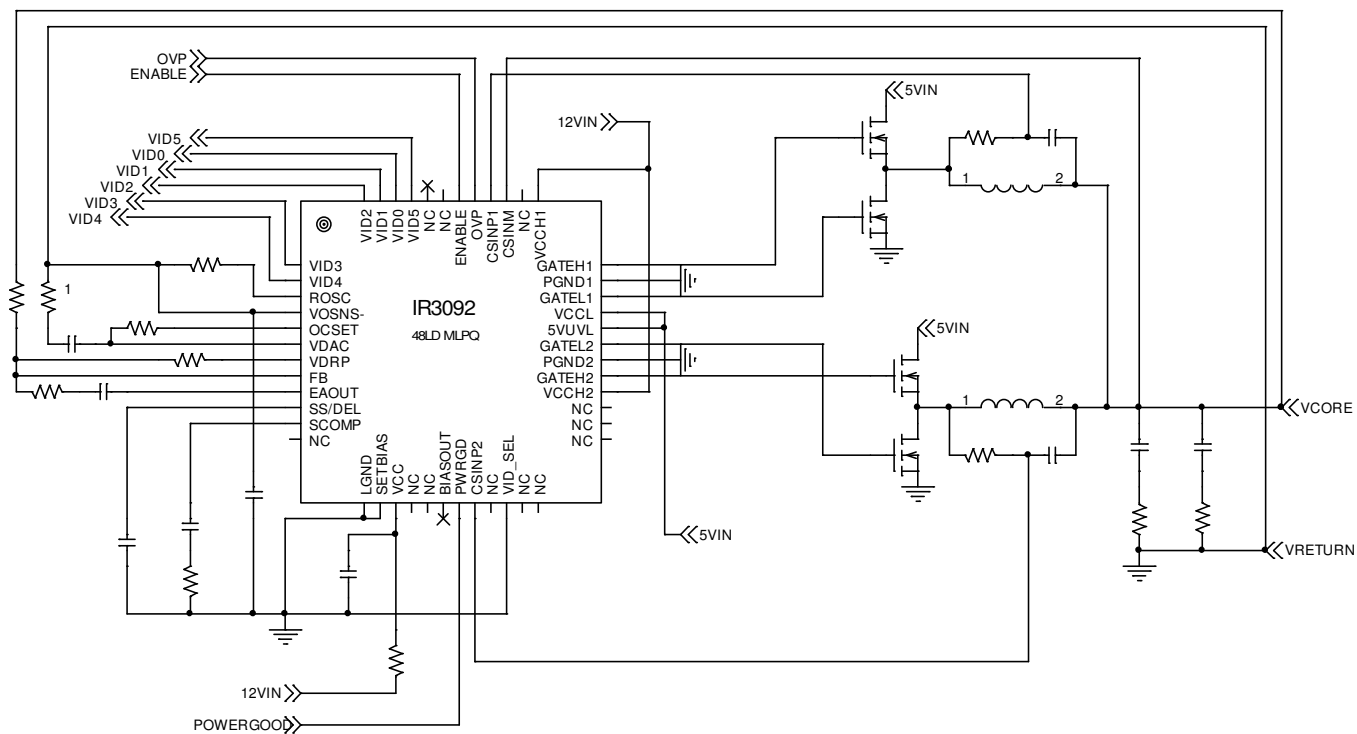 OVP
ENABLE
5VIN
12VIN
VID5
VID0
VID1
VID2
VID3
VID4
1
2
VID2
VID1
VID0
VID5
NC
NC
ENABLE
OVP
CSINP1
CSINM
NC
VCCH1
VID3
VID4
ROSC
VOSNS-
OCSET
VDAC
VDRP
FB
EAOUT
SS/DEL
SCOMP
NC
1
IR3092
48LD MLPQ
GATEH1
PGND1
GATEL1
VCCL
5VUVL
GATEL2
PGND2
GATEH2
VCCH2
NC
NC
NC
5VIN
1
2
VCORE
LGND
SETBIAS
VCC
NC
NC
BIASOUT
PWRGD
CSINP2
NC
VID_SEL
NC
NC
5VIN
VRETURN
12VIN
POWERGOOD